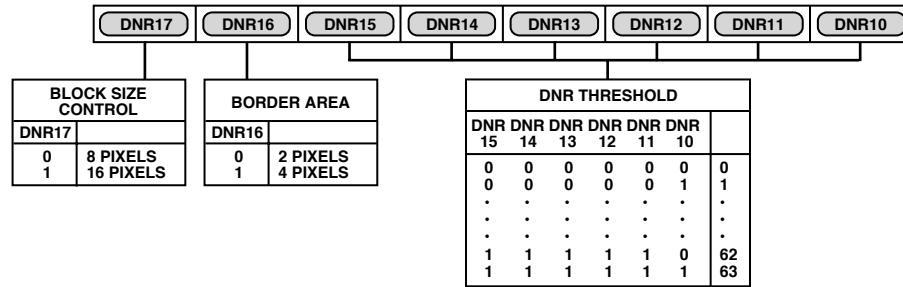 DNR17 DNR16 DNR15 DNR14 DNR13 DNR12 DNR11 DNR10
BLOCK SIZE
CONTROL
DNR17
0 8 PIXELS
1 16 PIXELS
BORDER AREA
DNR16
0 2 PIXELS
1 4 PIXELS
DNR THRESHOLD
DNR DNR DNR DNR DNR DNR
15 14 13 12 11 10
0 0 0 0 0 0 0
0 0 0 0 0 1 1
• • • • • • •
• • • • • • •
• • • • • • •
1 1 1 1 1 0 62
1 1 1 1 1 1 63